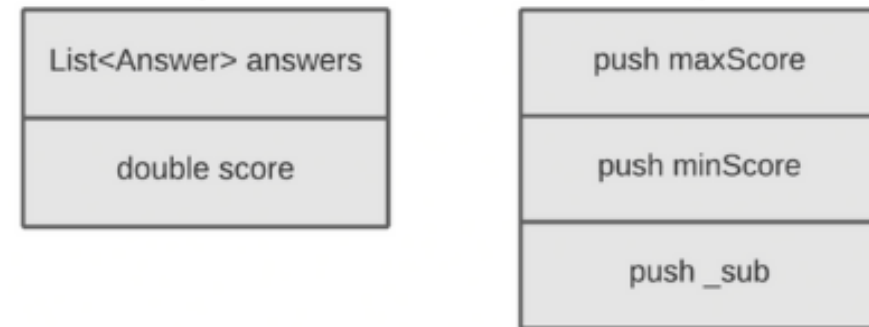 List<Answer> answers
double score
push maxScore
push minScore
push _sub